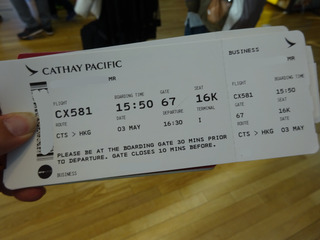 CATHAY PACIFIC
MR
FLIGHT BOARDING TIME GATE SEAT
CX581 15:50 67 16K
ROUTE DATE DEPARTURE TERMINAL
CTS > HKG 03 MAY 16:30 I
PLEASE BE AT THE BOARDING GATE 30 MINS PRIOR
TO DEPARTURE. GATE CLOSES 10 MINS BEFORE.
BUSINESS
BUSINESS
MR
FLIGHT BOARDING TIME
CX581 15:50
GATE SEAT
67 16K
ROUTE DATE
CTS > HKG 03 MAY